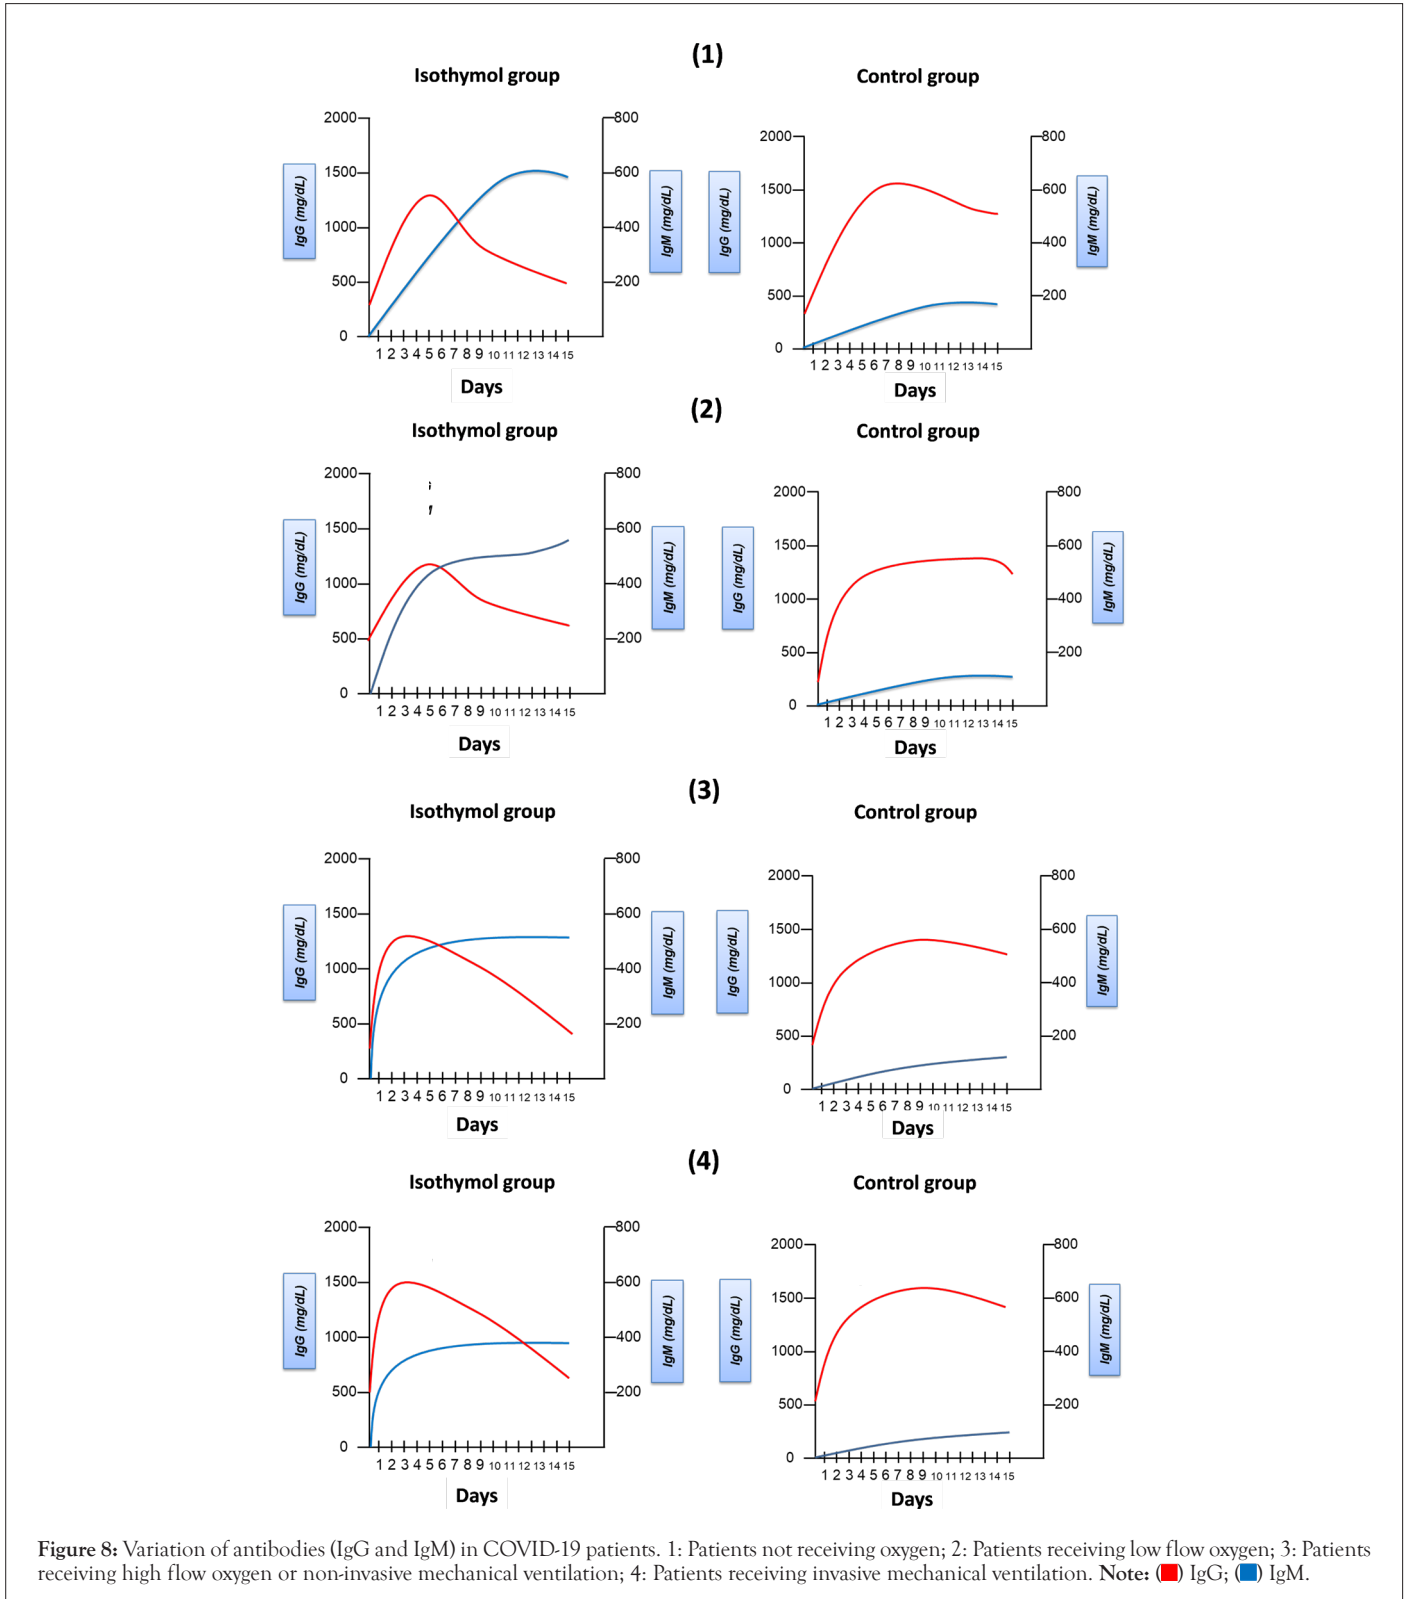 (1)
Isothymol group
Control group
2000
1500
1000
500
0
IgG (mg/dL)
800
600
400
200
IgM (mg/dL)
1 2 3 4 5 6 7 8 9 10 11 12 13 14 15
Days
2000
1500
1000
500
0
IgG (mg/dL)
800
600
400
200
IgM (mg/dL)
1 2 3 4 5 6 7 8 9 10 11 12 13 14 15
Days
(2)
Isothymol group
Control group
2000
1500
1000
500
0
IgG (mg/dL)
800
600
400
200
IgM (mg/dL)
1 2 3 4 5 6 7 8 9 10 11 12 13 14 15
Days
2000
1500
1000
500
0
IgG (mg/dL)
800
600
400
200
IgM (mg/dL)
1 2 3 4 5 6 7 8 9 10 11 12 13 14 15
Days
(3)
Isothymol group
Control group
2000
1500
1000
500
0
IgG (mg/dL)
800
600
400
200
IgM (mg/dL)
1 2 3 4 5 6 7 8 9 10 11 12 13 14 15
Days
2000
1500
1000
500
0
IgG (mg/dL)
800
600
400
200
IgM (mg/dL)
1 2 3 4 5 6 7 8 9 10 11 12 13 14 15
Days
(4)
Isothymol group
Control group
2000
1500
1000
500
0
IgG (mg/dL)
800
600
400
200
IgM (mg/dL)
1 2 3 4 5 6 7 8 9 10 11 12 13 14 15
Days
2000
1500
1000
500
0
IgG (mg/dL)
800
600
400
200
IgM (mg/dL)
1 2 3 4 5 6 7 8 9 10 11 12 13 14 15
Days
Figure 8: Variation of antibodies (IgG and IgM) in COVID-19 patients. 1: Patients not receiving oxygen; 2: Patients receiving low flow oxygen; 3: Patients
receiving high flow oxygen or non-invasive mechanical ventilation; 4: Patients receiving invasive mechanical ventilation. Note: ( ) IgG; ( ) IgM.